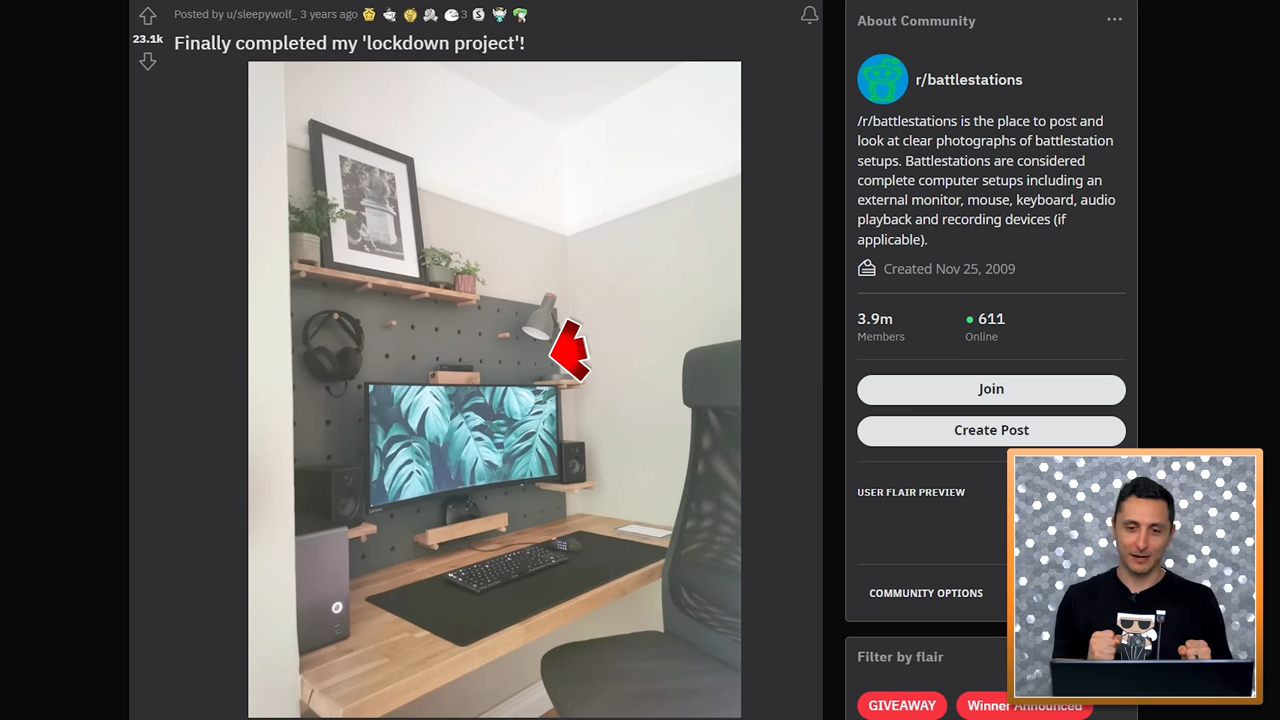 Posted by u/sleepywolf_ 3 years ago 3
23.1k
Finally completed my 'lockdown project'!
About Community
r/battlestations
/r/battlestations is the place to post and
look at clear photographs of battlestation
setups. Battlestations are considered
complete computer setups including an
external monitor, mouse, keyboard, audio
playback and recording devices (if
applicable).
Created Nov 25, 2009
3.9m
Members
611
Online
Join
Create Post
USER FLAIR PREVIEW
COMMUNITY OPTIONS
Filter by flair
GIVEAWAY
Winner Announced